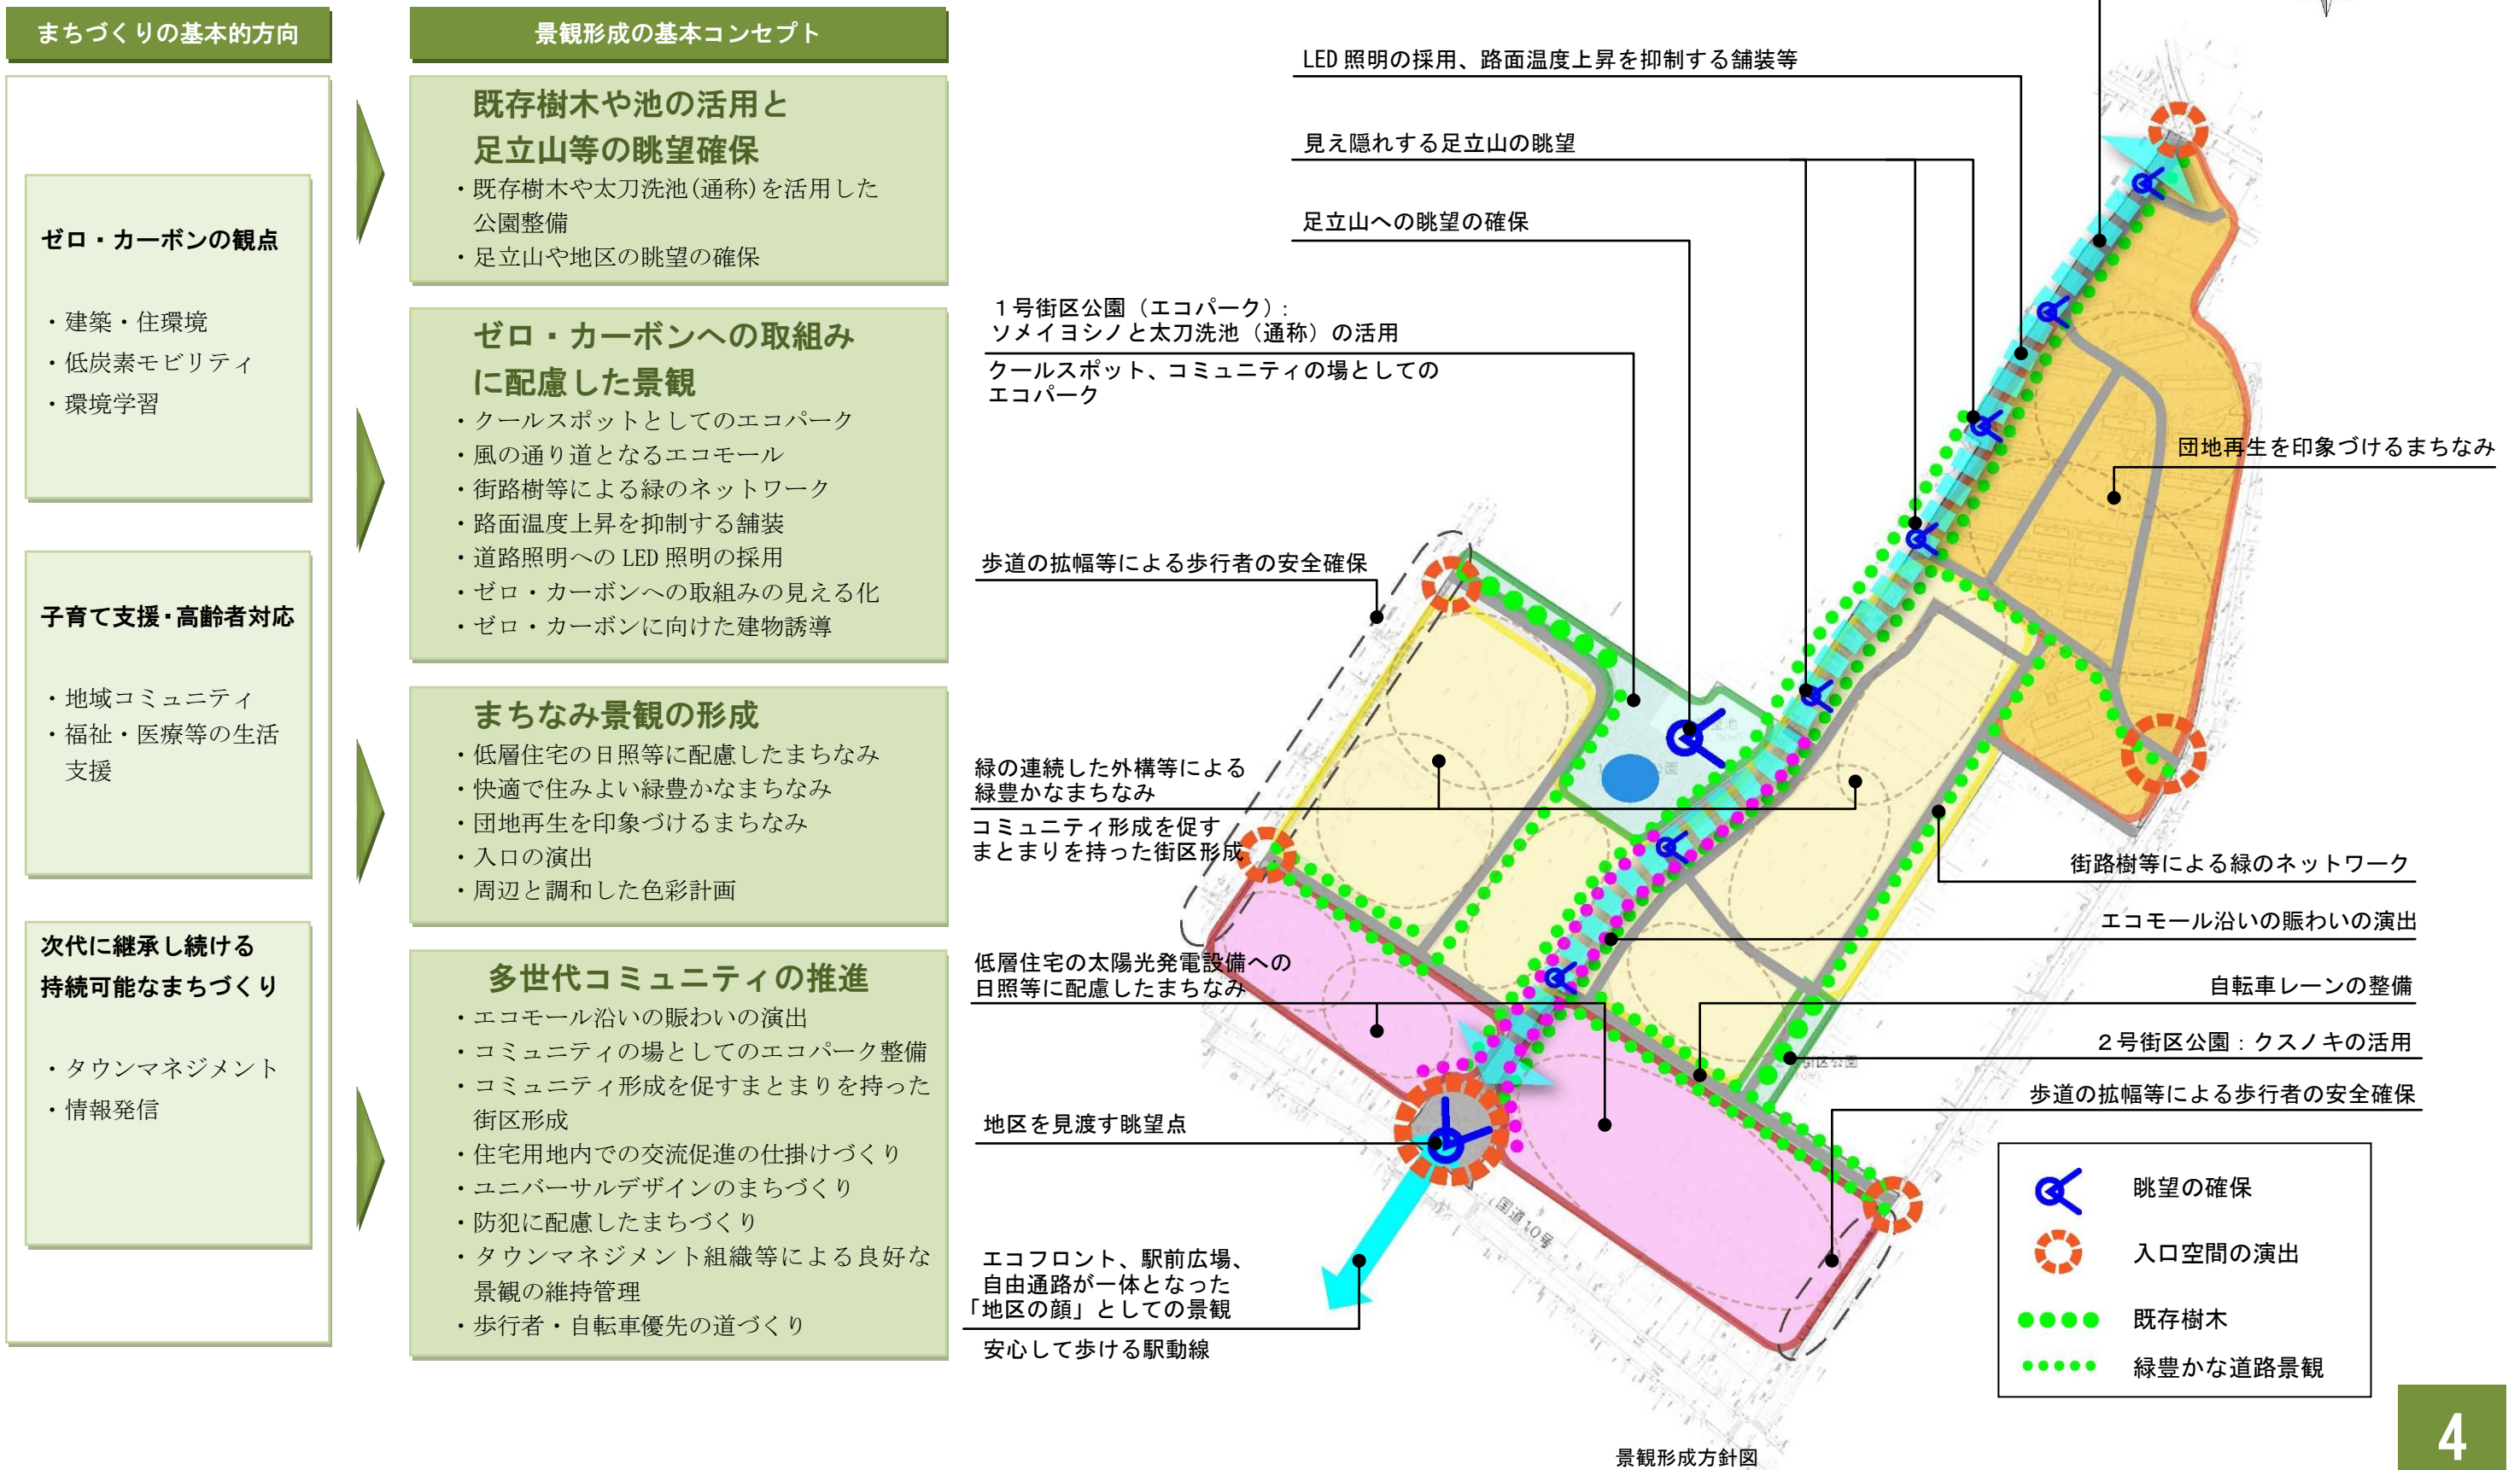 まちづくりの基本的方向
ゼロ・カーボンの観点
・建築・住環境
・低炭素モビリティ
・環境学習
子育て支援・高齢者対応
・地域コミュニティ
・福祉・医療等の生活
支援
次代に継承し続ける
持続可能なまちづくり
・タウンマネジメント
・情報発信
景観形成の基本コンセプト
既存樹木や池の活用と
足立山等の眺望確保
・既存樹木や太刀洗池(通称)を活用した
公園整備
・足立山や地区の眺望の確保
ゼロ・カーボンへの取組み
に配慮した景観
・クールスポットとしてのエコパーク
・風の通り道となるエコモール
・街路樹等による緑のネットワーク
・路面温度上昇を抑制する舗装
・道路照明への LED 照明の採用
・ゼロ・カーボンへの取組みの見える化
・ゼロ・カーボンに向けた建物誘導
まちなみ景観の形成
・低層住宅の日照等に配慮したまちなみ
・快適で住みよい緑豊かなまちなみ
・団地再生を印象づけるまちなみ
・入口の演出
・周辺と調和した色彩計画
多世代コミュニティの推進
・エコモール沿いの賑わいの演出
・コミュニティの場としてのエコパーク整備
・コミュニティ形成を促すまとまりを持った
街区形成
・住宅用地内での交流促進の仕掛けづくり
・ユニバーサルデザインのまちづくり
・防犯に配慮したまちづくり
・タウンマネジメント組織等による良好な
景観の維持管理
・歩行者・自転車優先の道づくり
LED 照明の採用、路面温度上昇を抑制する舗装等
見え隠れする足立山の眺望
足立山への眺望の確保
１号街区公園（エコパーク）：
ソメイヨシノと太刀洗池（通称）の活用
クールスポット、コミュニティの場としての
エコパーク
団地再生を印象づけるまちなみ
歩道の拡幅等による歩行者の安全確保
緑の連続した外構等による
緑豊かなまちなみ
コミュニティ形成を促す
まとまりを持った街区形成
街路樹等による緑のネットワーク
エコモール沿いの賑わいの演出
低層住宅の太陽光発電設備への
日照等に配慮したまちなみ
自転車レーンの整備
２号街区公園：クスノキの活用
街区公園
歩道の拡幅等による歩行者の安全確保
地区を見渡す眺望点
国道10号
エコフロント、駅前広場、
自由通路が一体となった
「地区の顔」としての景観
安心して歩ける駅動線
眺望の確保
入口空間の演出
既存樹木
緑豊かな道路景観
景観形成方針図
4